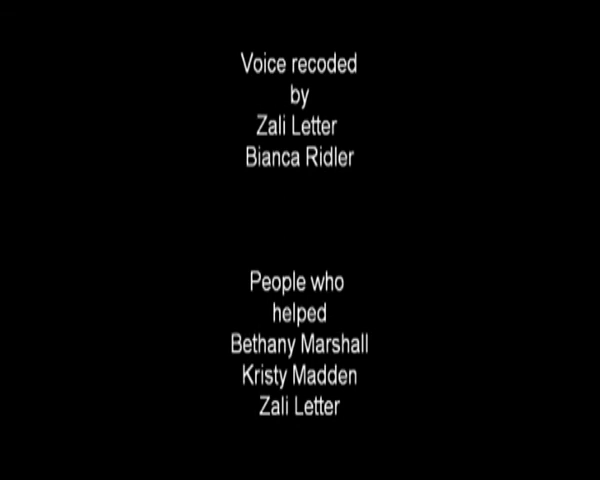 Voice recoded
by
Zali Letter
Bianca Ridler
People who
helped
Bethany Marshall
Kristy Madden
Zali Letter